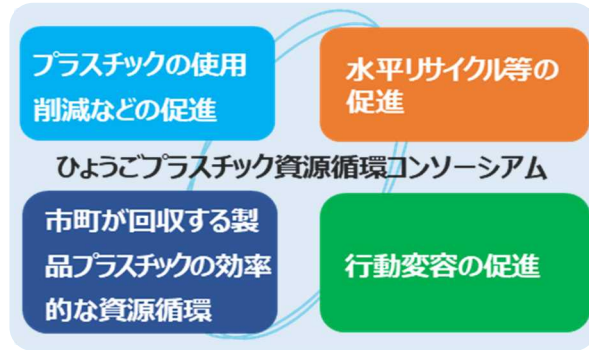 プラスチックの使用
削減などの促進
水平リサイクル等の
促進
ひょうごプラスチック資源循環コンソーシアム
市町が回収する製
品プラスチックの効率
的な資源循環
行動変容の促進